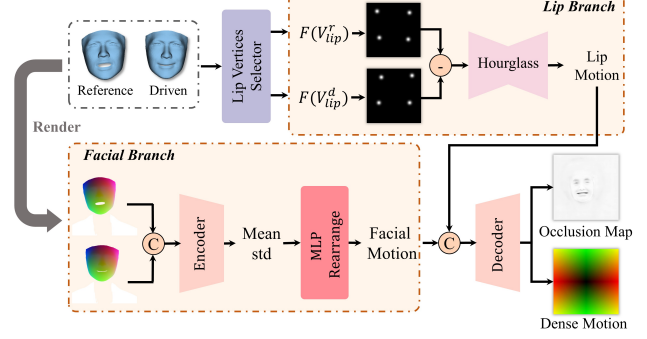 Lip Branch
Reference
Driven
Lip Vertices
Selector
F(V^r_lip)
F(V^d_lip)
-
Hourglass
Lip
Motion
Render
Facial Branch
C
Encoder
Mean
std
MLP
Rearrange
Facial
Motion
C
Decoder
Occlusion Map
Dense Motion